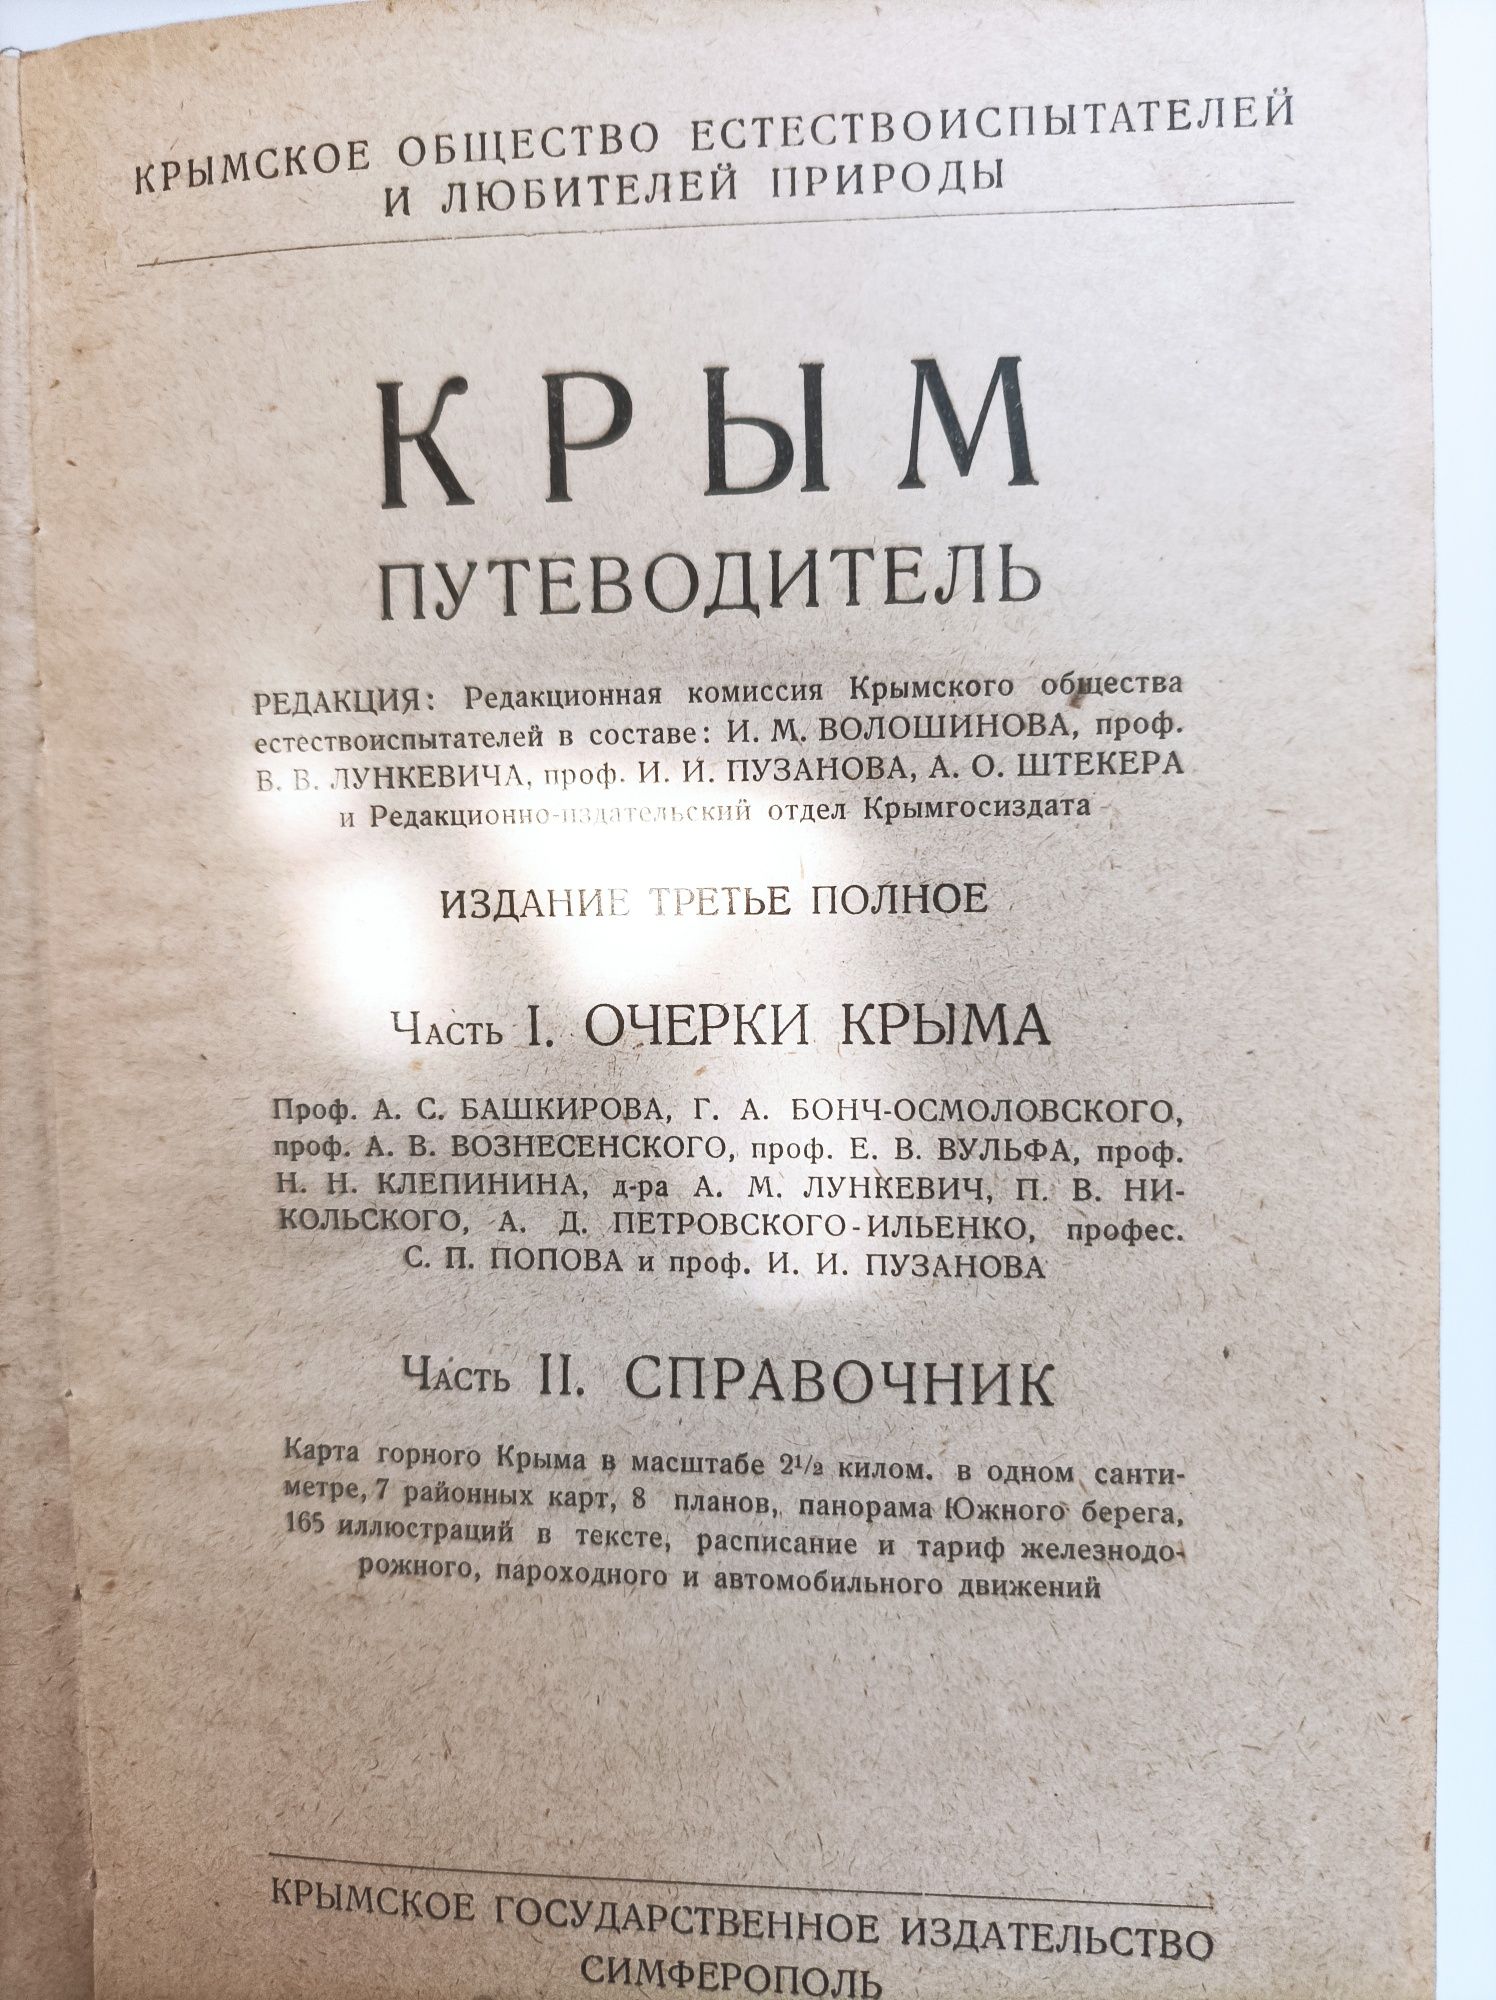 КРЫМСКОЕ ОБЩЕСТВО ЕСТЕСТВОИСПЫТАТЕЛЕЙ
И ЛЮБИТЕЛЕЙ ПРИРОДЫ
КРЫМ
ПУТЕВОДИТЕЛЬ
РЕДАКЦИЯ: Редакционная комиссия Крымского общества
естествоиспытателей в составе: И. М. ВОЛОШИНОВА, проф.
В. В. ЛУНКЕВИЧА, проф. И. И. ПУЗАНОВА, А. О. ШТЕКЕРА
и Редакционно-издательский отдел Крымгосиздата
ИЗДАНИЕ ТРЕТЬЕ ПОЛНОЕ
Часть I. ОЧЕРКИ КРЫМА
Проф. А. С. БАШКИРОВА, Г. А. БОНЧ-ОСМОЛОВСКОГО,
проф. А. В. ВОЗНЕСЕНСКОГО, проф. Е. В. ВУЛЬФА, проф.
Н. Н. КЛЕПИНИНА, д-ра А. М. ЛУНКЕВИЧ, П. В. НИ-
КОЛЬСКОГО, А. Д. ПЕТРОВСКОГО-ИЛЬЕНКО, професс.
С. П. ПОПОВА и проф. И. И. ПУЗАНОВА
Часть II. СПРАВОЧНИК
Карта горного Крыма в масштабе 2½ килом. в одном санти-
метре, 7 районных карт, 8 планов, панорама Южного берега,
165 иллюстраций в тексте, расписание и тариф железнодо-
рожного, пароходного и автомобильного движений
КРЫМСКОЕ ГОСУДАРСТВЕННОЕ ИЗДАТЕЛЬСТВО
СИМФЕРОПОЛЬ